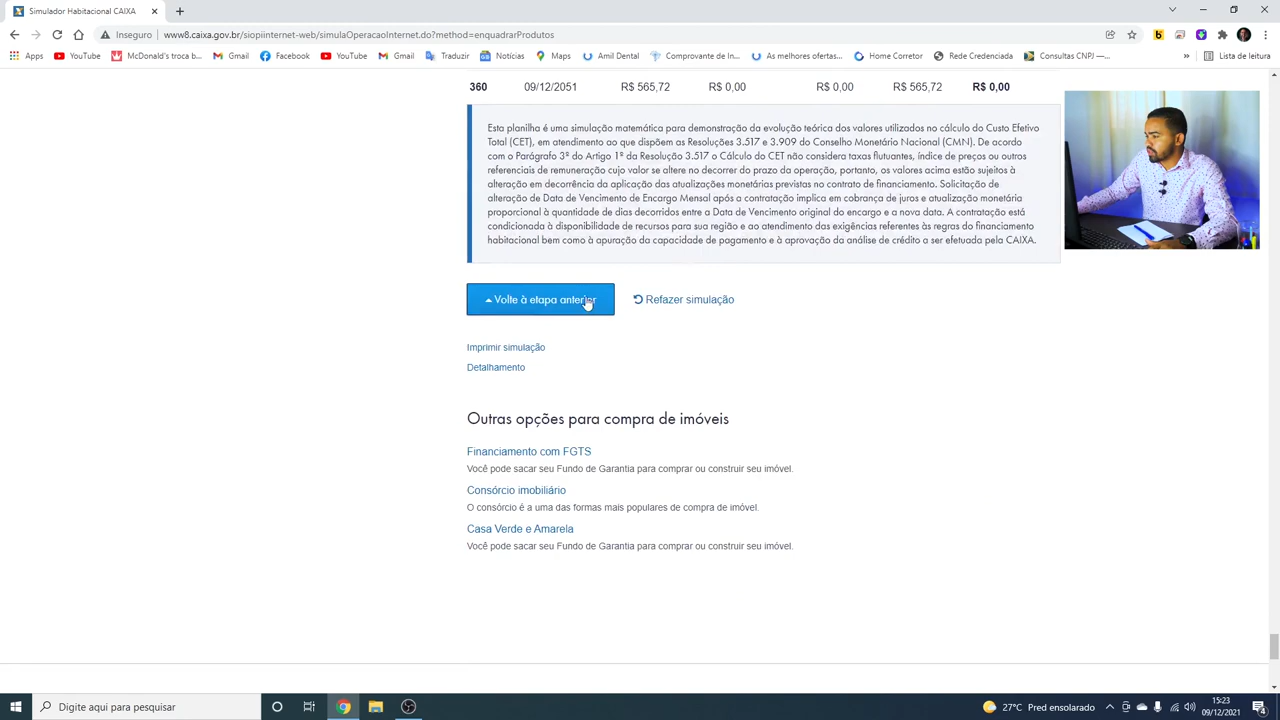 Simulador Habitacional CAIXA
Inseguro www8.caixa.gov.br/siopiinternet-web/simulaOperacaoInternet.do?method=enquadrarProdutos
Apps YouTube McDonald's troca b... Gmail Facebook YouTube Gmail Traduzir Notícias Maps Amil Dental Comprovante de In... As melhores ofertas... Home Corretor Rede Credenciada Consultas CNPJ —... » Lista de leitura
360 09/12/2051 R$ 565,72 R$ 0,00 R$ 0,00 R$ 565,72 R$ 0,00
Esta planilha é uma simulação matemática para demonstração da evolução teórica dos valores utilizados no cálculo do Custo Efetivo
Total (CET), em atendimento ao que dispõem as Resoluções 3.517 e 3.909 do Conselho Monetário Nacional (CMN). De acordo
com o Parágrafo 3º do Artigo 1º da Resolução 3.517 o Cálculo do CET não considera taxas flutuantes, índice de preços ou outros
referenciais de remuneração cujo valor se altere no decorrer do prazo da operação, portanto, os valores acima estão sujeitos à
alteração em decorrência da aplicação das atualizações monetárias previstas no contrato de financiamento. Solicitação de
alteração de Data de Vencimento de Encargo Mensal após a contratação implica em cobrança de juros e atualização monetária
proporcional à quantidade de dias decorridos entre a Data de Vencimento original do encargo e a nova data. A contratação está
condicionada à disponibilidade de recursos para sua região e ao atendimento das exigências referentes às regras do financiamento
habitacional bem como à apuração da capacidade de pagamento e à aprovação da análise de crédito a ser efetuada pela CAIXA.
Volte à etapa anterior Refazer simulação
Imprimir simulação
Detalhamento
Outras opções para compra de imóveis
Financiamento com FGTS
Você pode sacar seu Fundo de Garantia para comprar ou construir seu imóvel.
Consórcio imobiliário
O consórcio é a uma das formas mais populares de compra de imóvel.
Casa Verde e Amarela
Você pode sacar seu Fundo de Garantia para comprar ou construir seu imóvel.
Digite aqui para pesquisar
27°C Pred ensolarado
15:23
09/12/2021
4